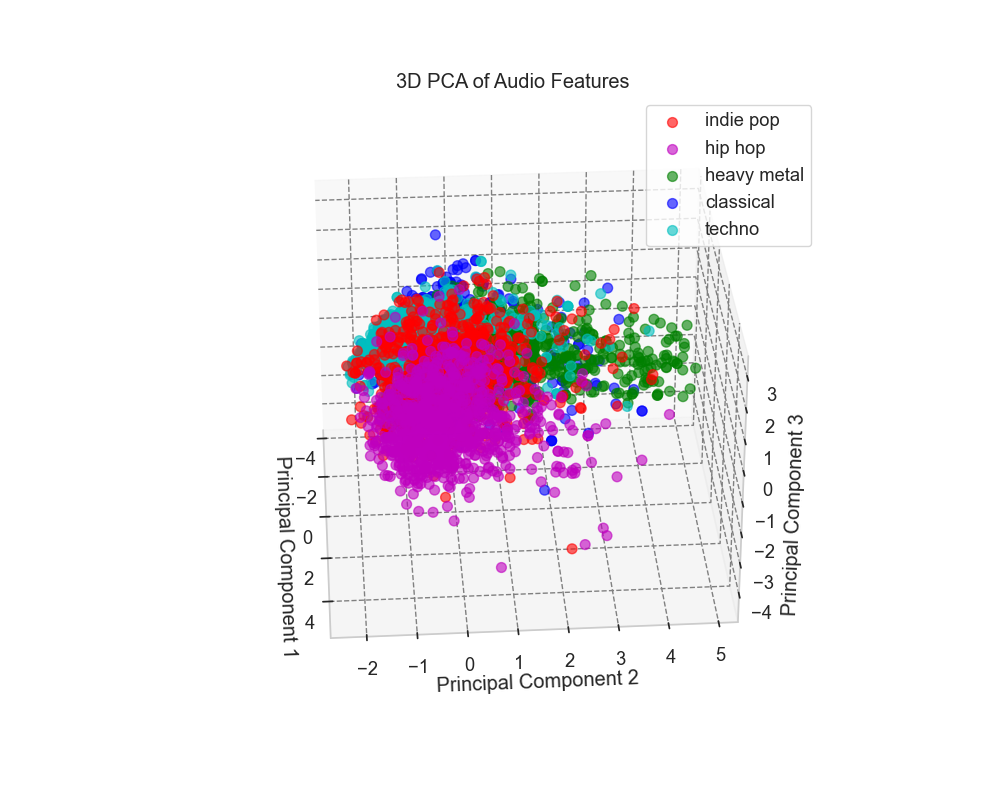 3D PCA of Audio Features
indie pop
hip hop
heavy metal
classical
techno
−4
−2
0
2
4
Principal Component 1
−2
−1
0
1
2
3
4
5
Principal Component 2
3
2
1
0
−1
−2
−3
−4
Principal Component 3